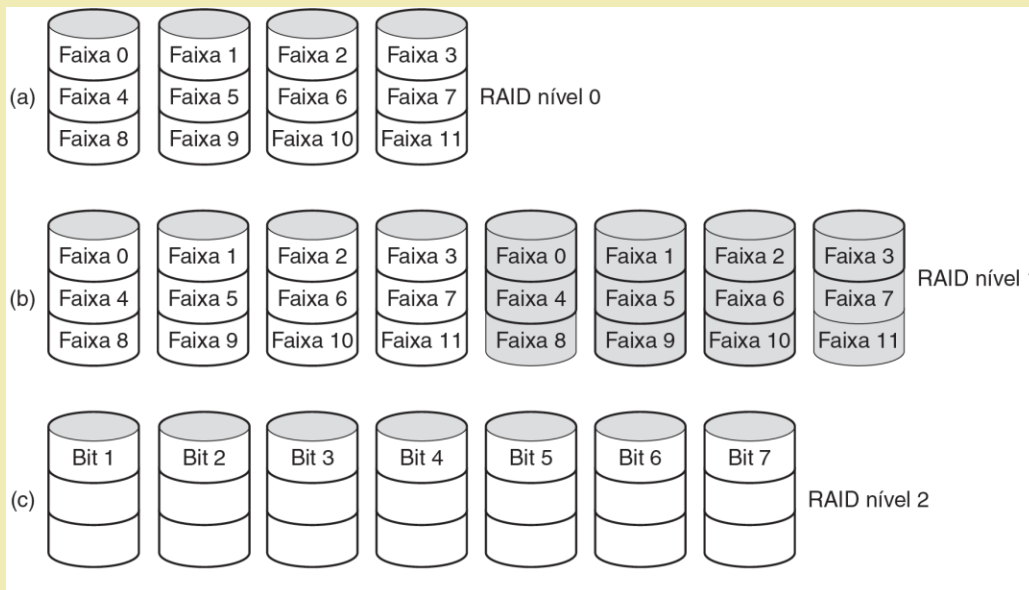 Faixa 0 Faixa 1 Faixa 2 Faixa 3
(a) Faixa 4 Faixa 5 Faixa 6 Faixa 7 RAID nível 0
Faixa 8 Faixa 9 Faixa 10 Faixa 11
Faixa 0 Faixa 1 Faixa 2 Faixa 3 Faixa 0 Faixa 1 Faixa 2 Faixa 3
RAID nível 1
(b) Faixa 4 Faixa 5 Faixa 6 Faixa 7 Faixa 4 Faixa 5 Faixa 6 Faixa 7
Faixa 8 Faixa 9 Faixa 10 Faixa 11 Faixa 8 Faixa 9 Faixa 10 Faixa 11
Bit 1 Bit 2 Bit 3 Bit 4 Bit 5 Bit 6 Bit 7
(c) RAID nível 2